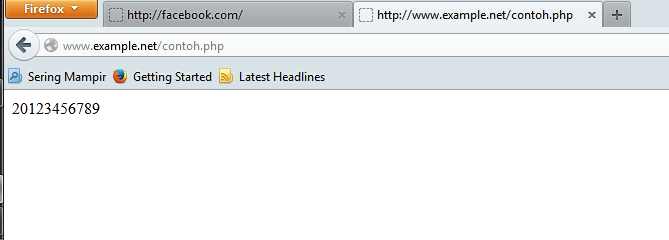 Firefox
http://facebook.com/
http://www.example.net/contoh.php
www.example.net/contoh.php
Sering Mampir Getting Started Latest Headlines
20123456789